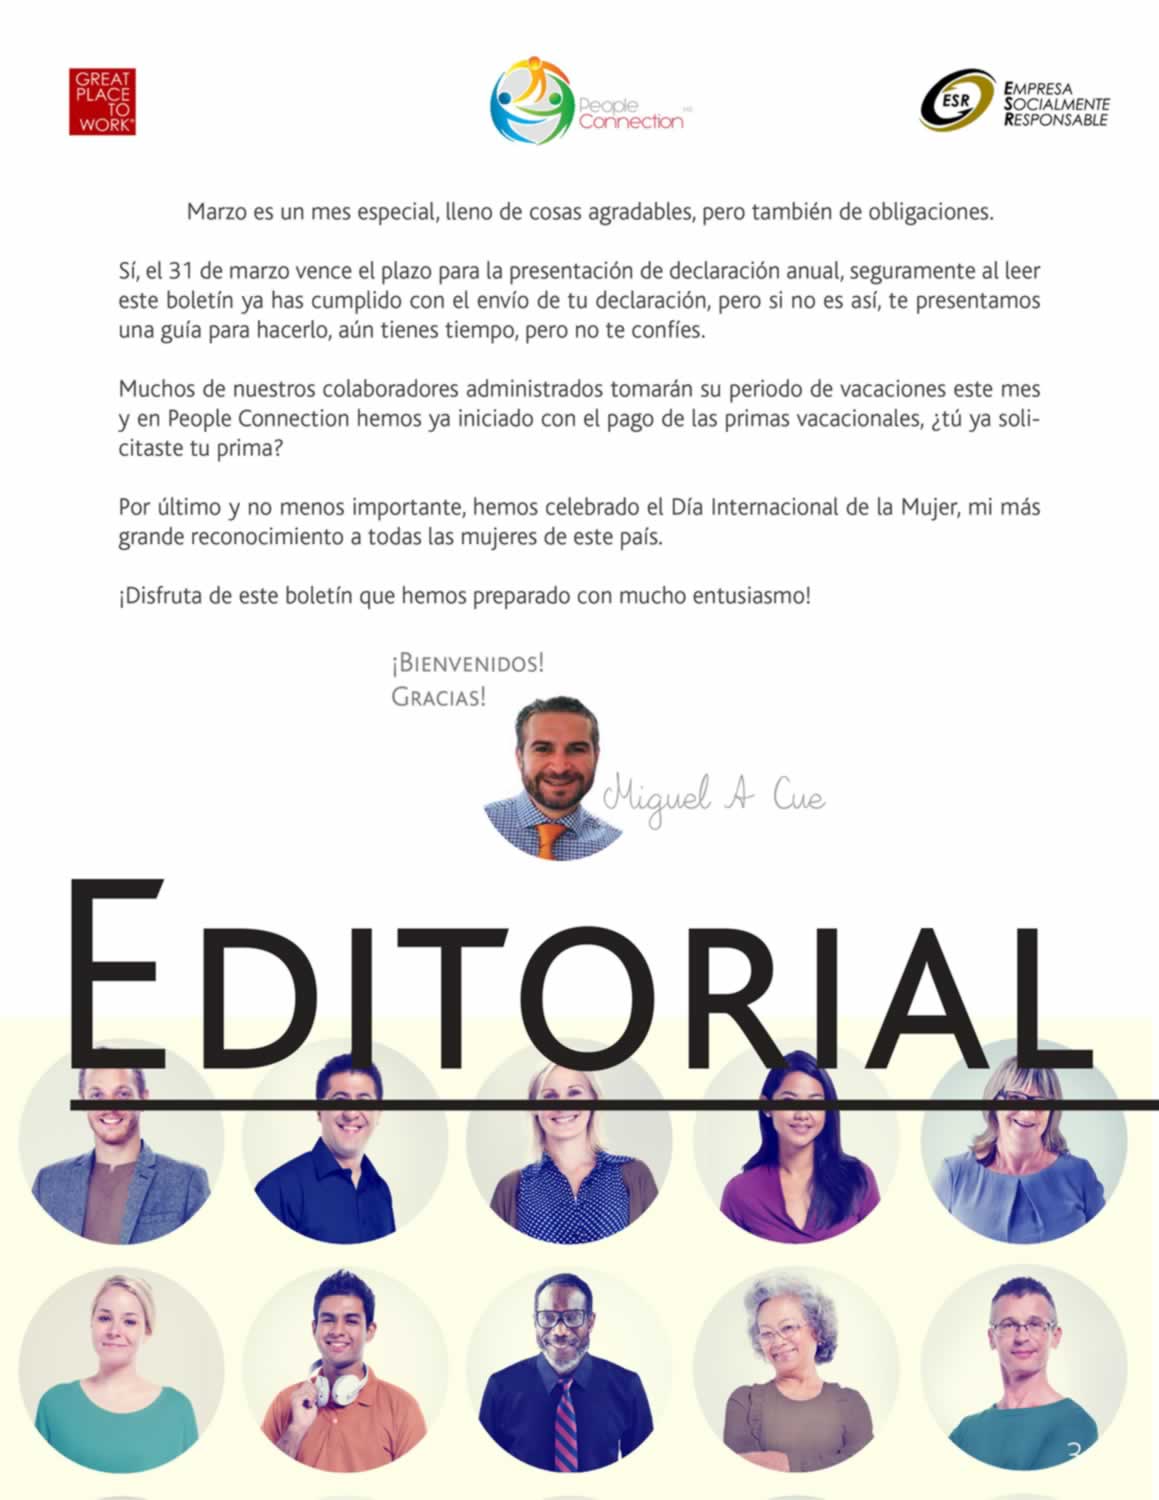 GREAT
PLACE
TO
WORK®
People
Connection
ESR
EMPRESA
SOCIALMENTE
RESPONSABLE
Marzo es un mes especial, lleno de cosas agradables, pero también de obligaciones.
Sí, el 31 de marzo vence el plazo para la presentación de declaración anual, seguramente al leer
este boletín ya has cumplido con el envío de tu declaración, pero si no es así, te presentamos
una guía para hacerlo, aún tienes tiempo, pero no te confíes.
Muchos de nuestros colaboradores administrados tomarán su periodo de vacaciones este mes
y en People Connection hemos ya iniciado con el pago de las primas vacacionales, ¿tú ya soli-
citaste tu prima?
Por último y no menos importante, hemos celebrado el Día Internacional de la Mujer, mi más
grande reconocimiento a todas las mujeres de este país.
¡Disfruta de este boletín que hemos preparado con mucho entusiasmo!
¡BIENVENIDOS!
GRACIAS!
Miguel A Cue
EDITORIAL
3